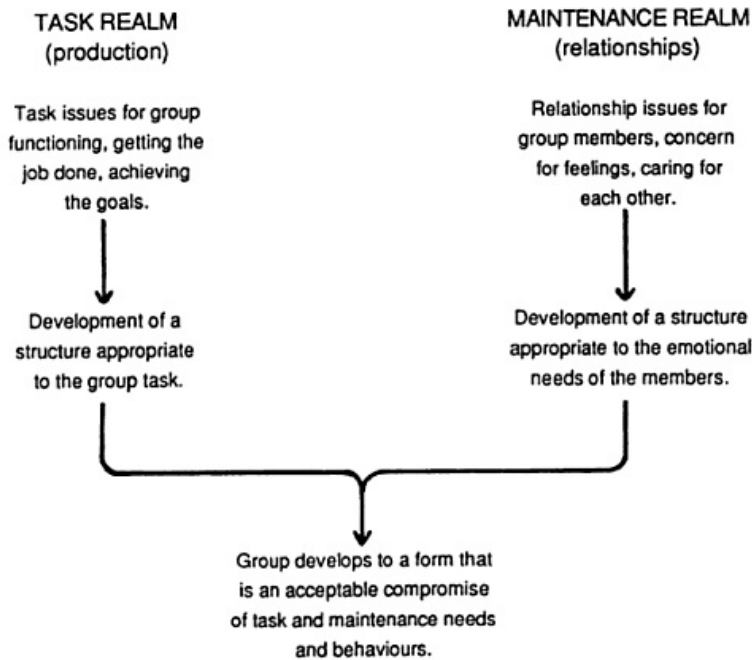 TASK REALM
(production)
Task issues for group
functioning, getting the
job done, achieving
the goals.
Development of a
structure appropriate
to the group task.
MAINTENANCE REALM
(relationships)
Relationship issues for
group members, concern
for feelings, caring for
each other.
Development of a structure
appropriate to the emotional
needs of the members.
Group develops to a form that
is an acceptable compromise
of task and maintenance needs
and behaviours.